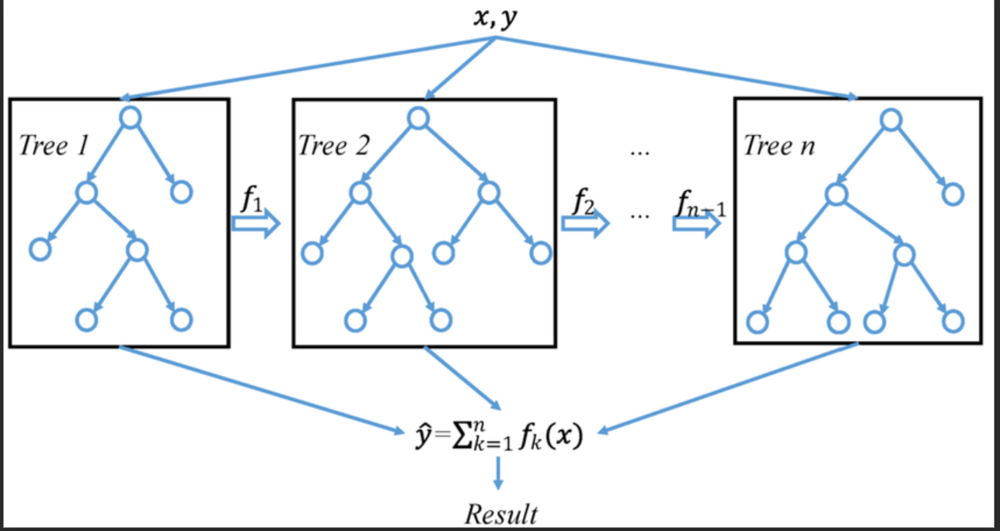 x, y
Tree 1
Tree 2
...
Tree n
f₁
f₂
...
fₙ₋₁
ŷ=∑ⁿₖ₌₁ fₖ(x)
Result